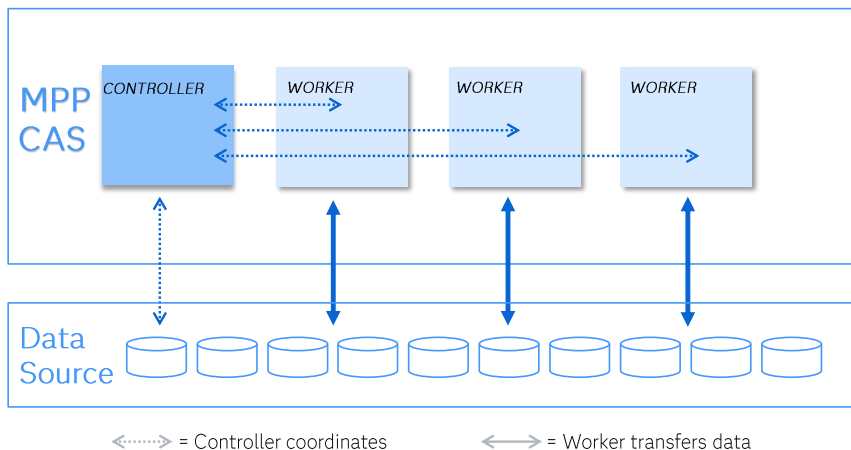 MPP
CAS
CONTROLLER
WORKER
WORKER
WORKER
Data
Source
= Controller coordinates
= Worker transfers data